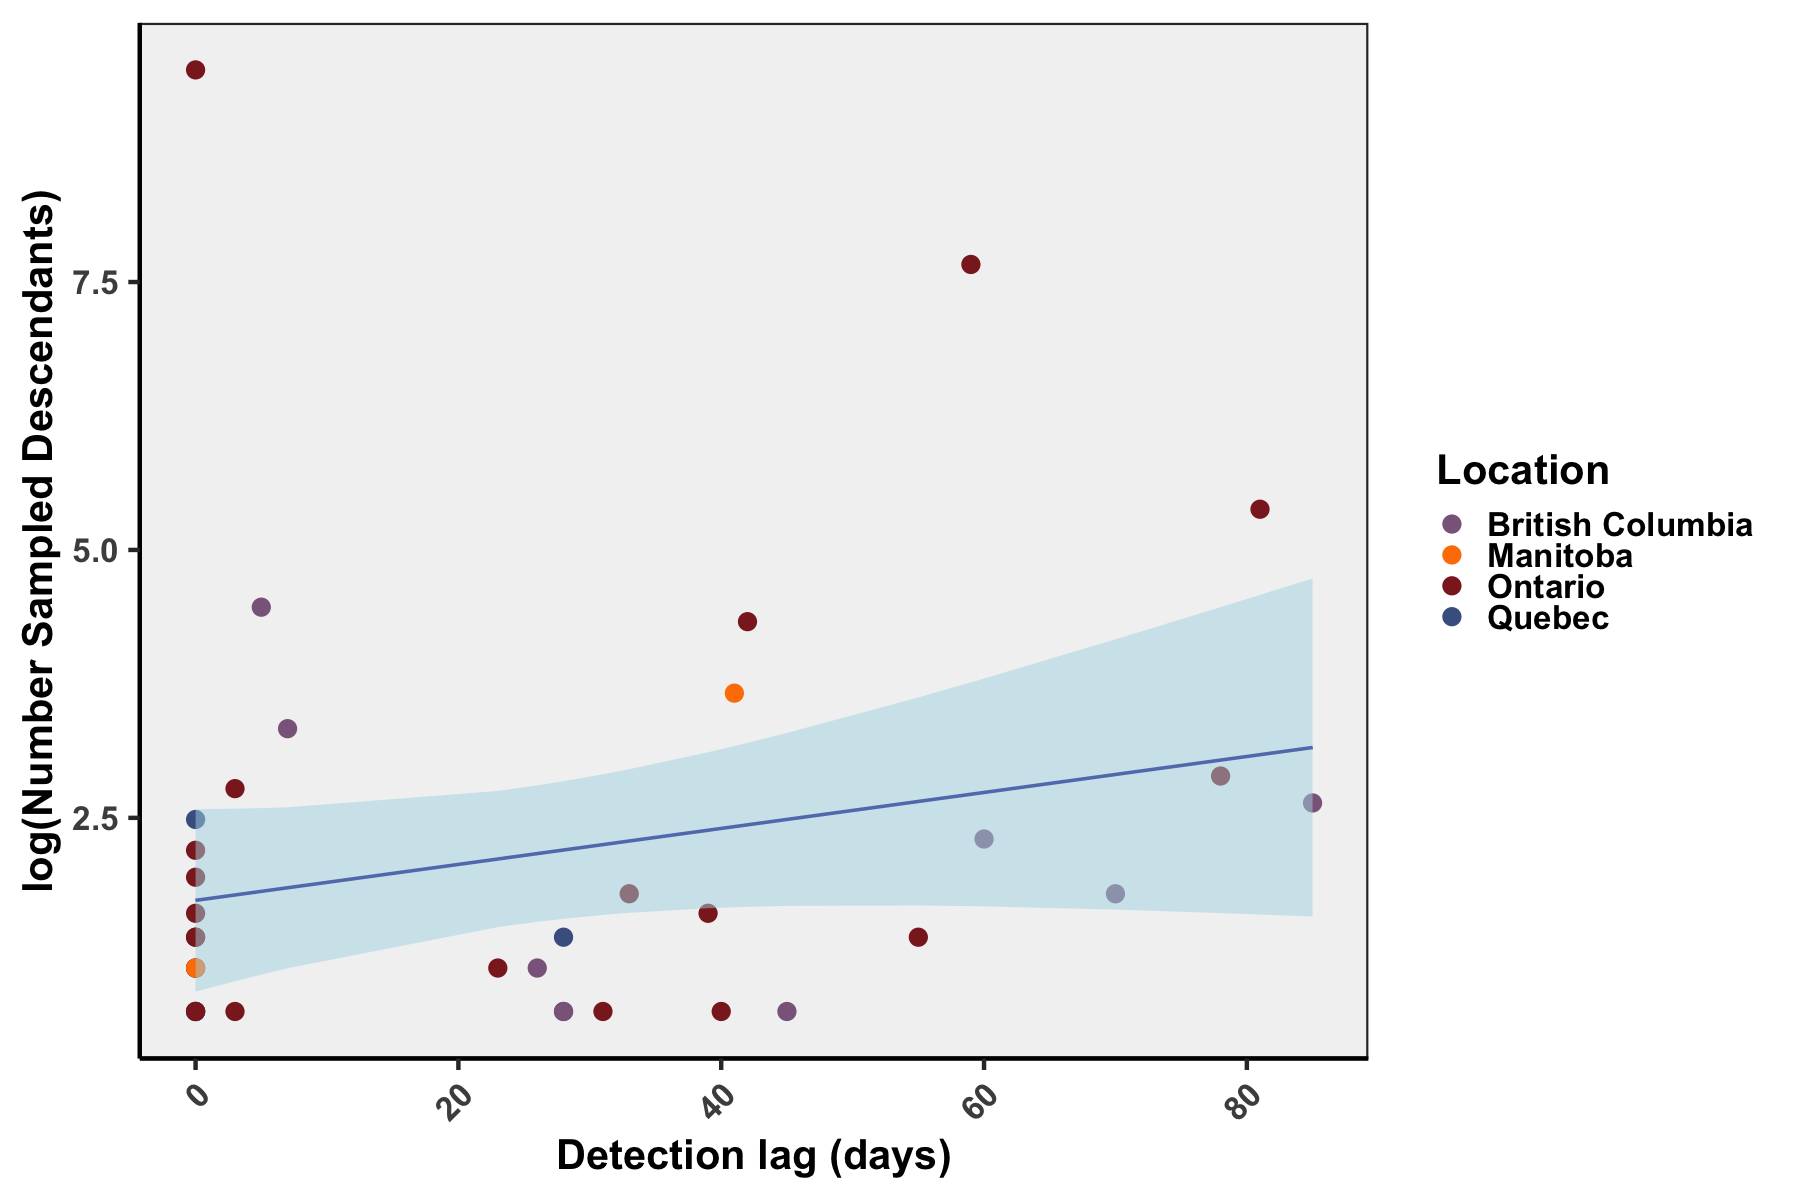 log(Number Sampled Descendants)
7.5
5.0
2.5
0
20
40
60
80
Detection lag (days)
Location
British Columbia
Manitoba
Ontario
Quebec